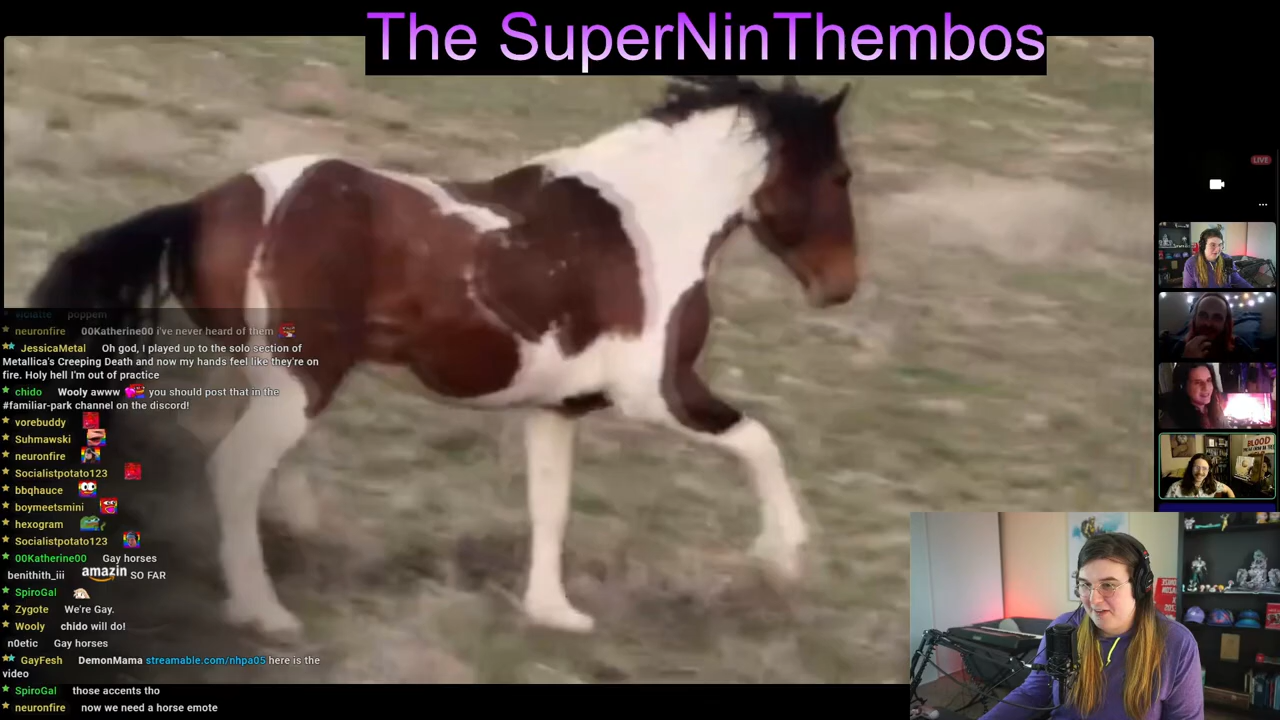 The SuperNinThembos
LIVE
violatte poppem
neuronfire 00Katherine00 i've never heard of them
JessicaMetal Oh god, I played up to the solo section of
Metallica's Creeping Death and now my hands feel like they're on
fire. Holy hell I'm out of practice
chido Wooly awww you should post that in the
#familiar-park channel on the discord!
vorebuddy
Suhmawski
neuronfire
Socialistpotato123
bbqhauce
boymeetsmini
hexogram
Socialistpotato123
00Katherine00 Gay horses
benithith_iii amazin SO FAR
SpiroGal
Zygote We're Gay.
Wooly chido will do!
n0etic Gay horses
GayFesh DemonMama streamable.com/nhpa05 here is the
video
SpiroGal those accents tho
neuronfire now we need a horse emote
BLOOD